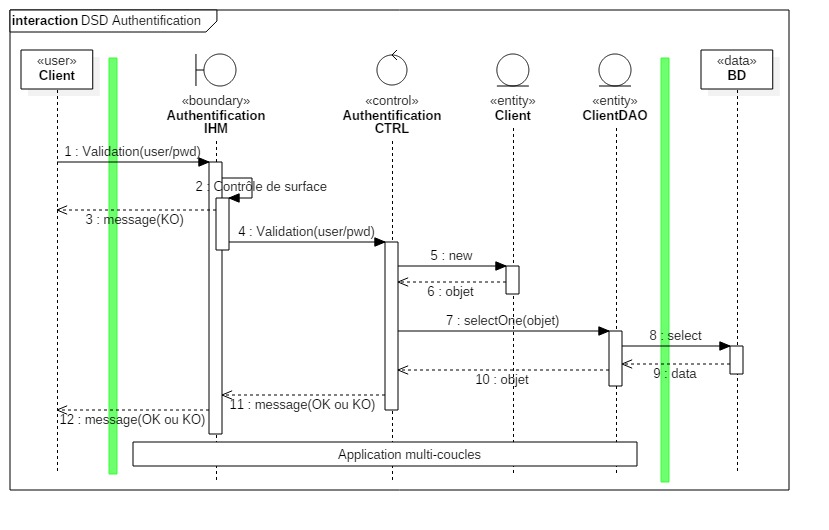 interaction DSD Authentification
«user»
Client
«boundary»
Authentification
IHM
«control»
Authentification
CTRL
«entity»
Client
«entity»
ClientDAO
«data»
BD
1 : Validation(user/pwd)
2 : Contrôle de surface
3 : message(KO)
4 : Validation(user/pwd)
5 : new
6 : objet
7 : selectOne(objet)
8 : select
9 : data
10 : objet
11 : message(OK ou KO)
12 : message(OK ou KO)
Application multi-coucles